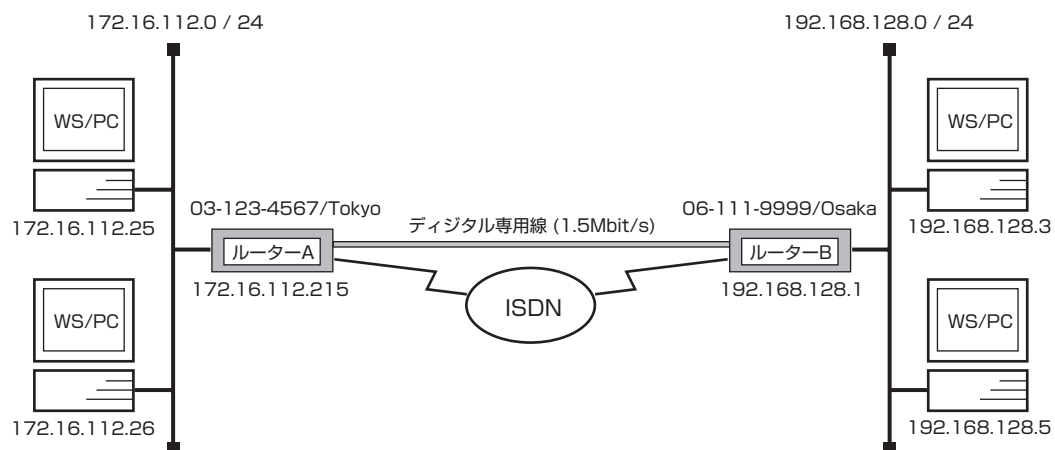 172.16.112.0 / 24
192.168.128.0 / 24
WS/PC
WS/PC
172.16.112.25
03-123-4567/Tokyo
ディジタル専用線 (1.5Mbit/s)
06-111-9999/Osaka
192.168.128.3
ルーターA
ルーターB
172.16.112.215
192.168.128.1
ISDN
WS/PC
WS/PC
172.16.112.26
192.168.128.5